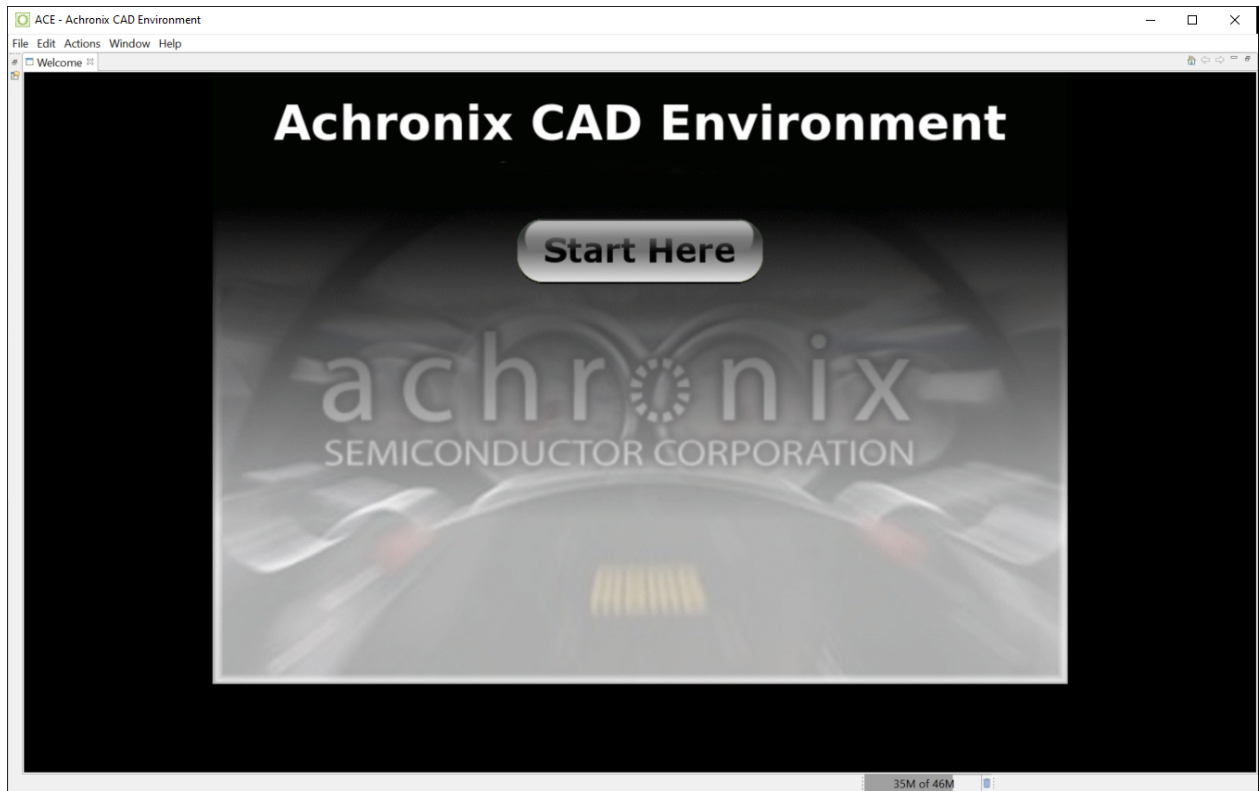 ACE - Achronix CAD Environment
File Edit Actions Window Help
Welcome
Achronix CAD Environment
Start Here
achronix
SEMICONDUCTOR CORPORATION
35M of 46M